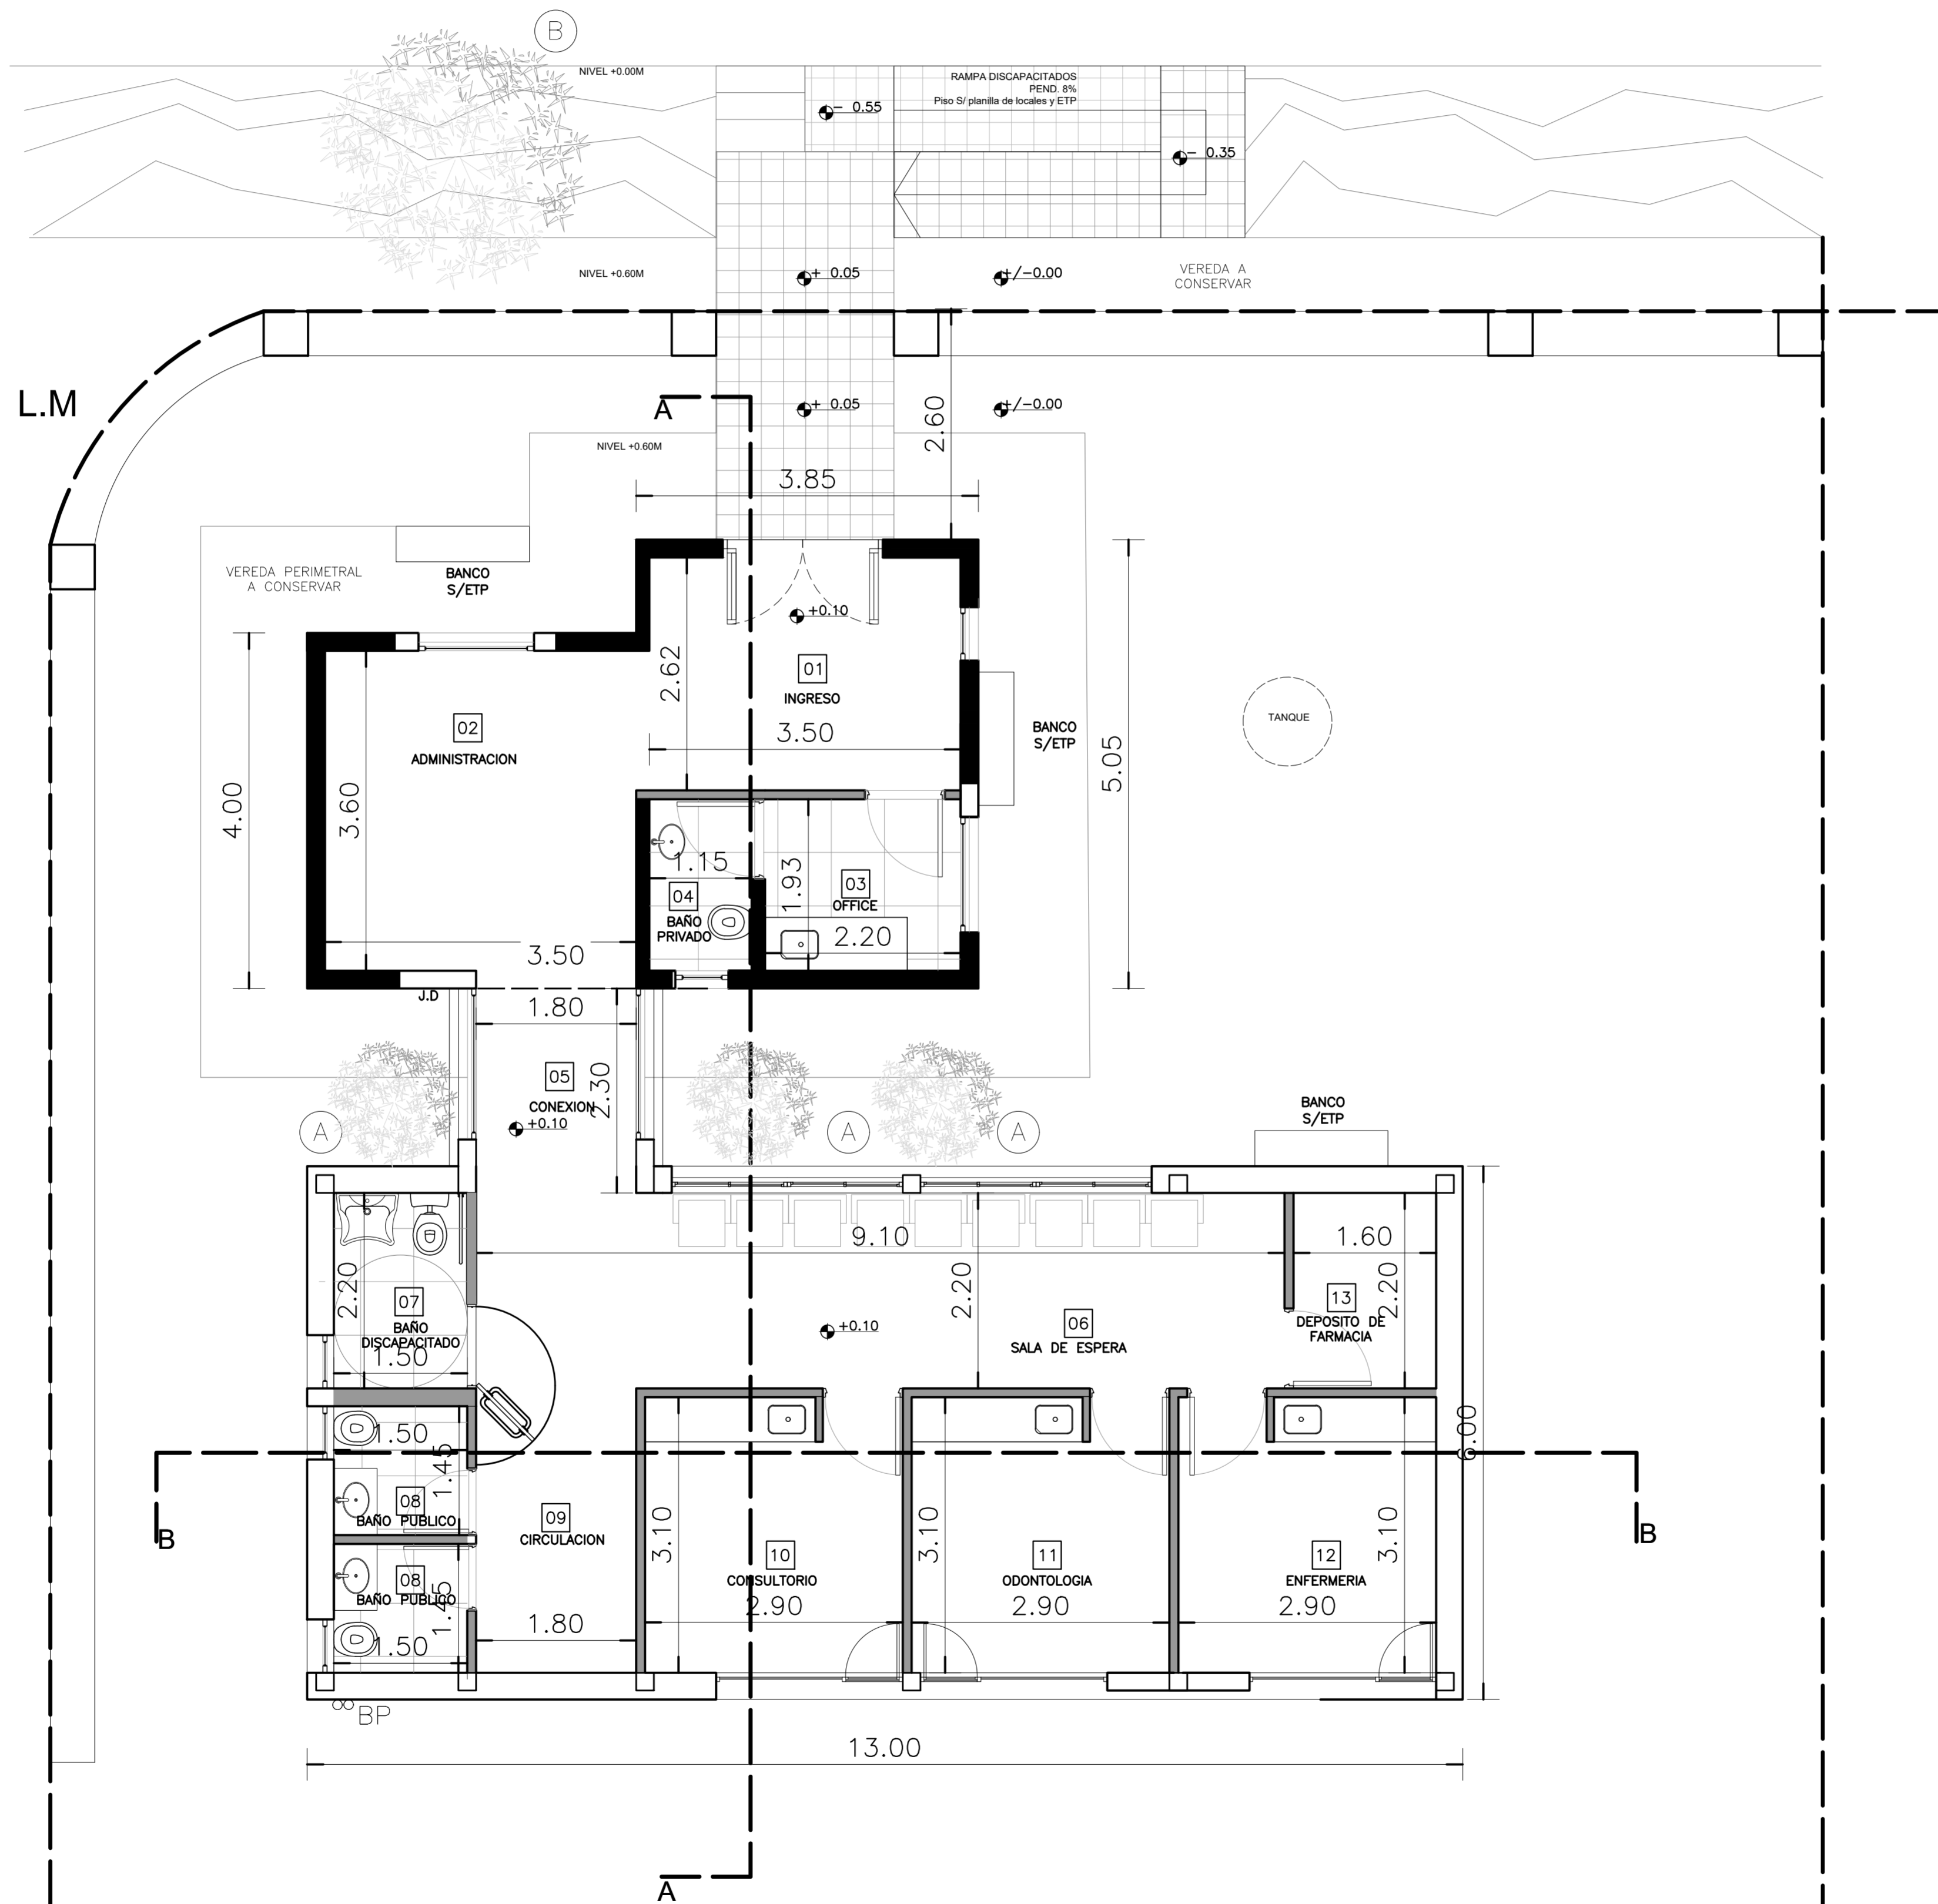 B
NIVEL +0.00M
RAMPA DISCAPACITADOS
PEND. 8%
Piso S/ planilla de locales y ETP
- 0.55
- 0.35
NIVEL +0.60M
+ 0.05
+/-0.00
VEREDA A
CONSERVAR
L.M
A
+ 0.05
+/-0.00
2.60
NIVEL +0.60M
3.85
VEREDA PERIMETRAL
A CONSERVAR
BANCO
S/ETP
+0.10
2.62
01
INGRESO
3.50
02
ADMINISTRACION
BANCO
S/ETP
TANQUE
5.05
4.00
3.60
1.15
1.93
03
OFFICE
04
BAÑO
PRIVADO
2.20
3.50
J.D
1.80
05
2.30
CONEXION
+0.10
A
A
A
BANCO
S/ETP
9.10
1.60
2.20
07
BAÑO
DISCAPACITADO
1.50
2.20
+0.10
06
SALA DE ESPERA
2.20
13
DEPOSITO DE
FARMACIA
1.50
1.45
6.00
08
BAÑO PUBLICO
09
CIRCULACION
B
B
3.10
3.10
3.10
10
CONSULTORIO
2.90
11
ODONTOLOGIA
2.90
12
ENFERMERIA
2.90
08
BAÑO PUBLICO
1.45
1.50
1.80
BP
13.00
A